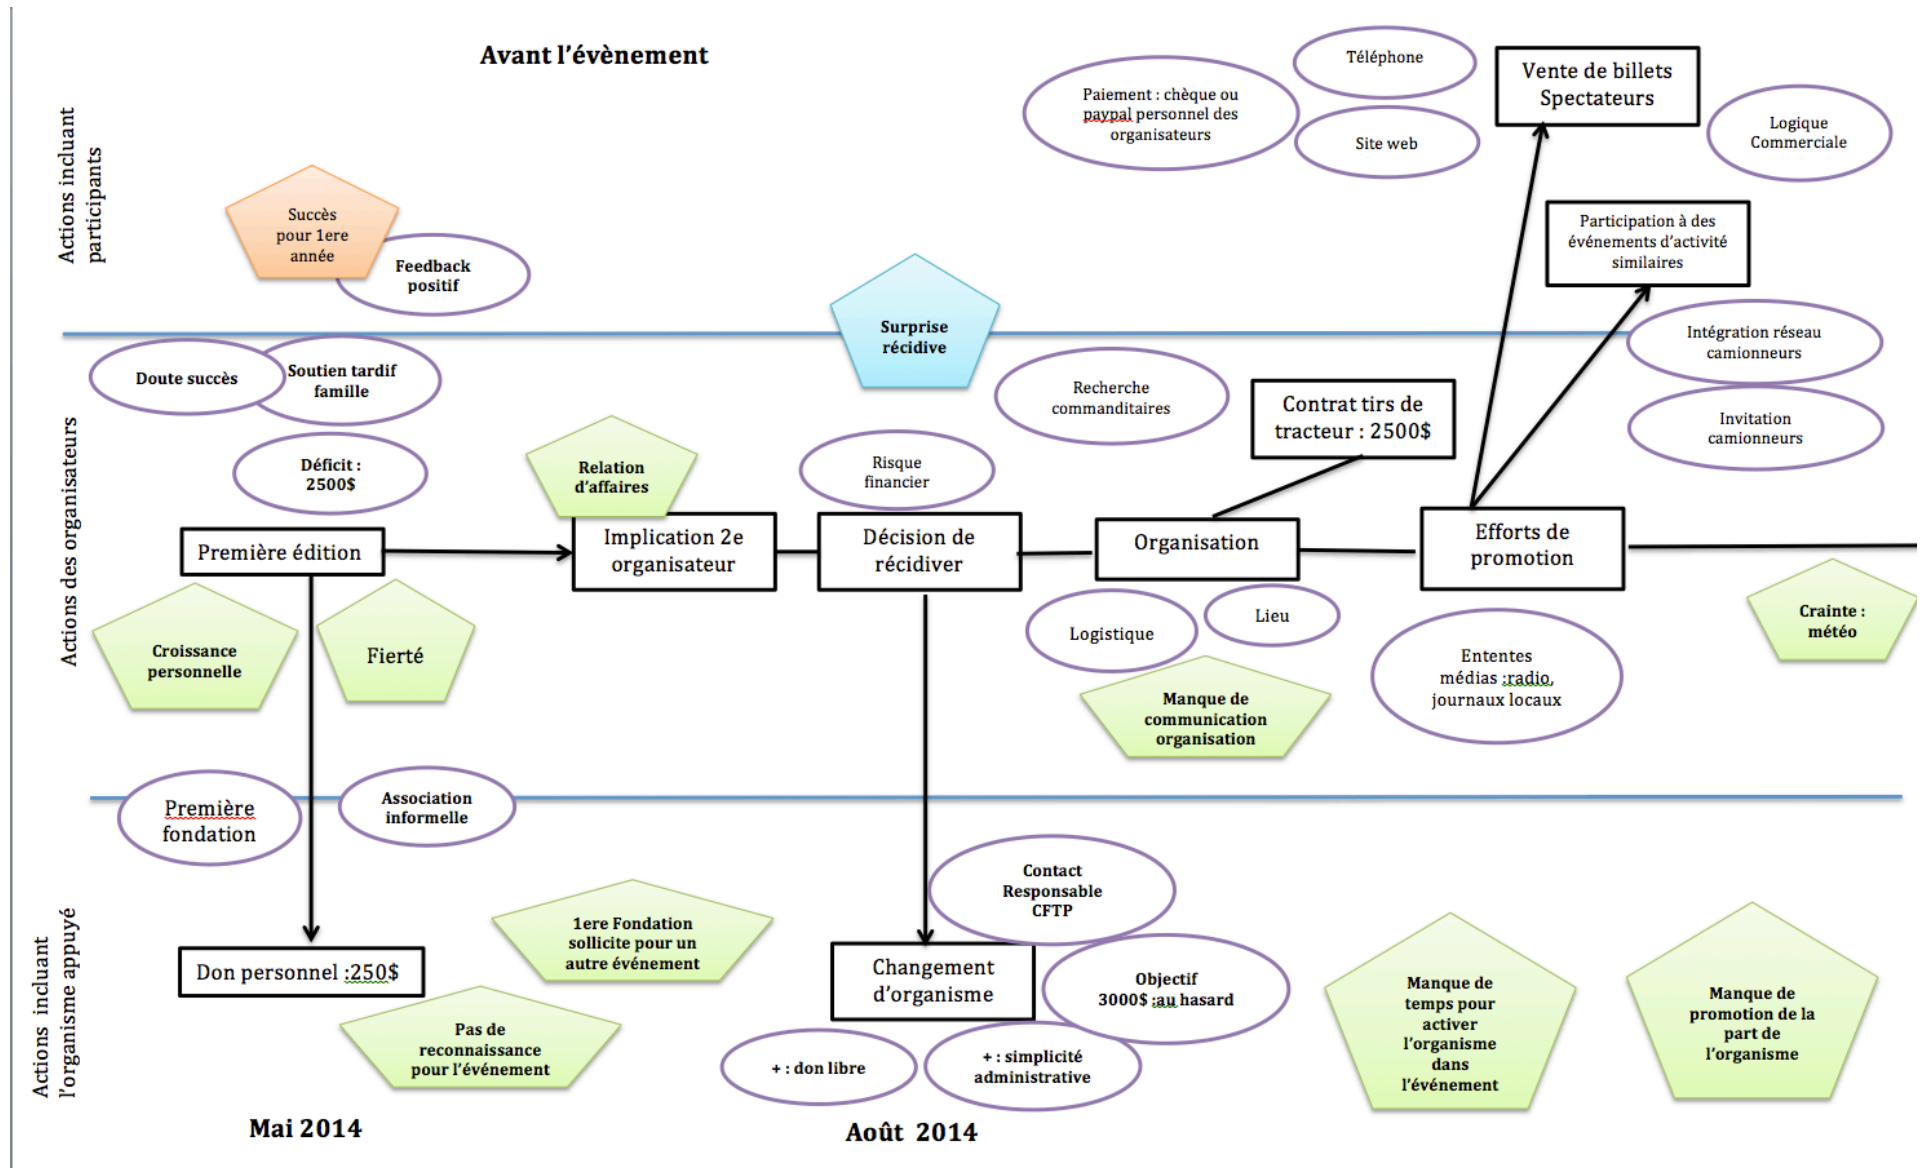 Avant l'évènement
Actions incluant
participants
Paiement : chèque ou
paypal personnel des
organisateurs
Téléphone
Site web
Vente de billets
Spectateurs
Logique
Commerciale
Succès
pour 1ere
année
Feedback
positif
Participation à des
événements d'activité
similaires
Surprise
récidive
Intégration réseau
camionneurs
Invitation
camionneurs
Actions des organisateurs
Doute succès
Soutien tardif
famille
Déficit :
2500$
Relation
d'affaires
Risque
financier
Recherche
commanditaires
Contrat tirs de
tracteur : 2500$
Première édition
Implication 2e
organisateur
Décision de
récidiver
Organisation
Efforts de
promotion
Croissance
personnelle
Fierté
Logistique
Lieu
Manque de
communication
organisation
Ententes
médias :radio,
journaux locaux
Crainte :
météo
Actions incluant
l'organisme appuyé
Première
fondation
Association
informelle
Don personnel :250$
1ere Fondation
sollicite pour un
autre événement
Pas de
reconnaissance
pour l'événement
Contact
Responsable
CFTP
Changement
d'organisme
Objectif
3000$ :au hasard
+ : don libre
+ : simplicité
administrative
Manque de
temps pour
activer
l'organisme
dans
l'événement
Manque de
promotion de la
part de
l'organisme
Mai 2014
Août 2014